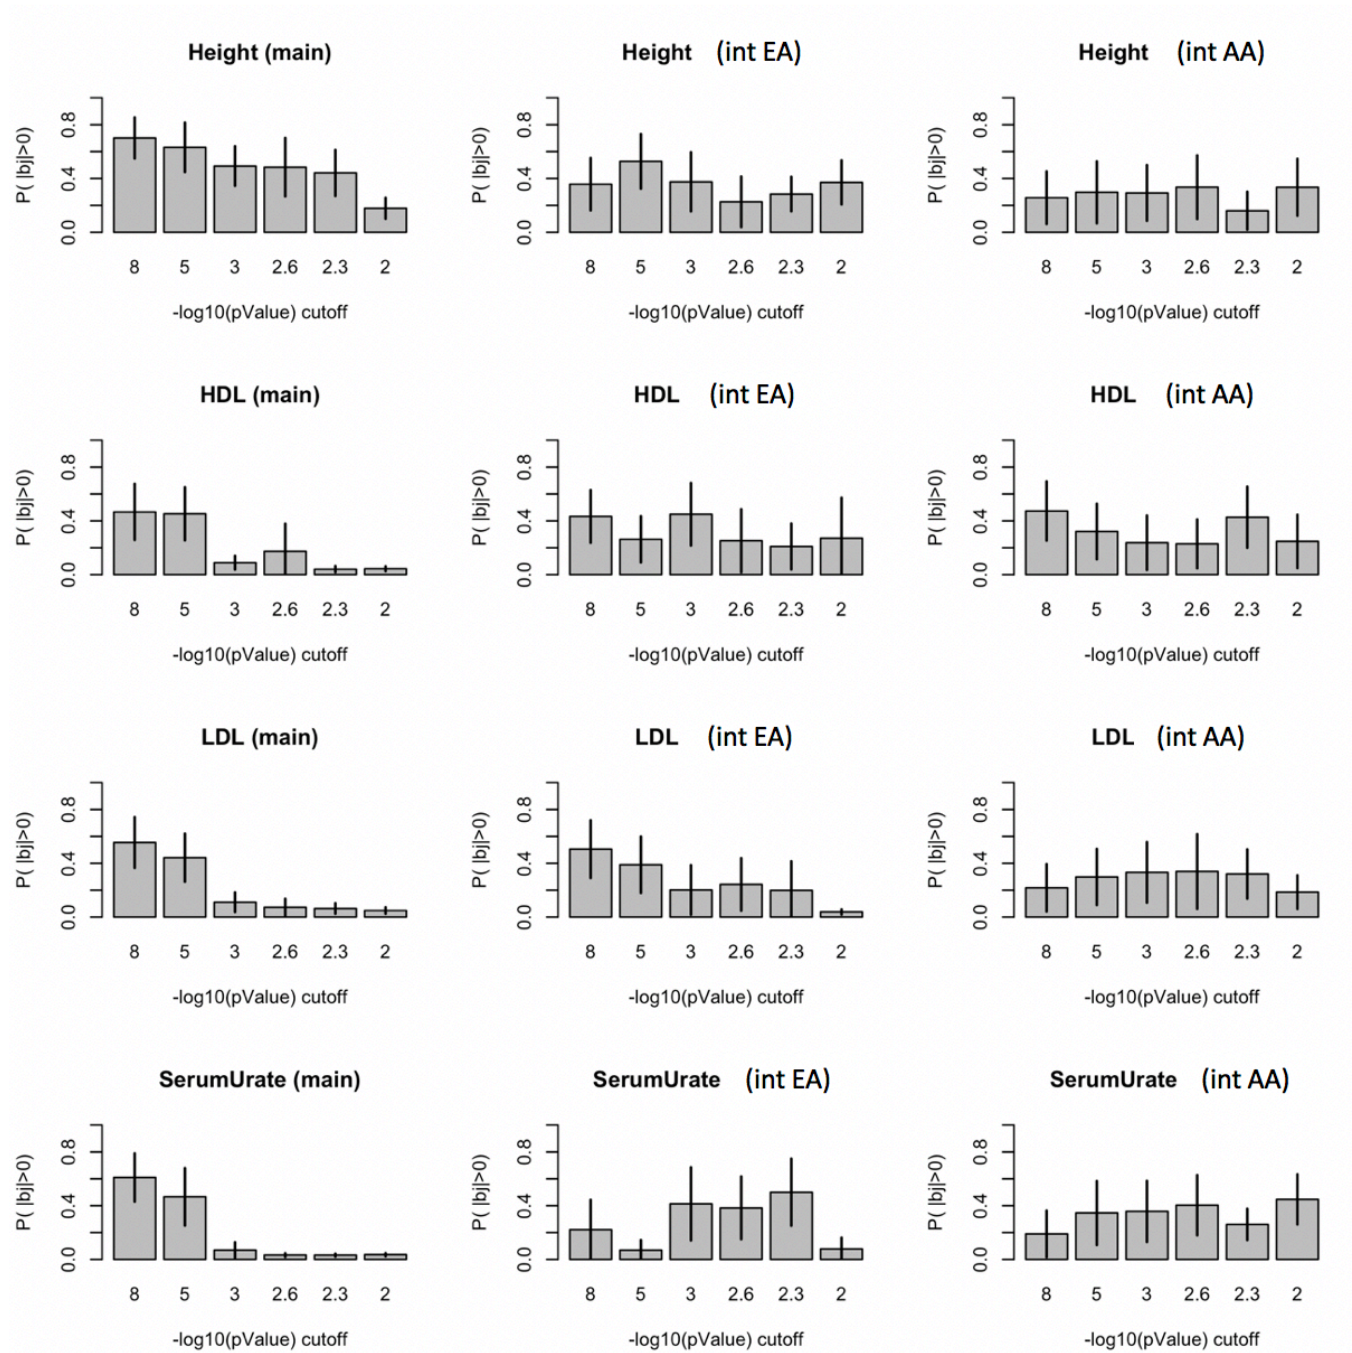 Height (main)
P( |bj|>0)
0.8
0.4
0.0
8 5 3 2.6 2.3 2
-log10(pValue) cutoff
Height (int EA)
P( |bj|>0)
0.8
0.4
0.0
8 5 3 2.6 2.3 2
-log10(pValue) cutoff
Height (int AA)
P( |bj|>0)
0.8
0.4
0.0
8 5 3 2.6 2.3 2
-log10(pValue) cutoff
HDL (main)
P( |bj|>0)
0.8
0.4
0.0
8 5 3 2.6 2.3 2
-log10(pValue) cutoff
HDL (int EA)
P( |bj|>0)
0.8
0.4
0.0
8 5 3 2.6 2.3 2
-log10(pValue) cutoff
HDL (int AA)
P( |bj|>0)
0.8
0.4
0.0
8 5 3 2.6 2.3 2
-log10(pValue) cutoff
LDL (main)
P( |bj|>0)
0.8
0.4
0.0
8 5 3 2.6 2.3 2
-log10(pValue) cutoff
LDL (int EA)
P( |bj|>0)
0.8
0.4
0.0
8 5 3 2.6 2.3 2
-log10(pValue) cutoff
LDL (int AA)
P( |bj|>0)
0.8
0.4
0.0
8 5 3 2.6 2.3 2
-log10(pValue) cutoff
SerumUrate (main)
P( |bj|>0)
0.8
0.4
0.0
8 5 3 2.6 2.3 2
-log10(pValue) cutoff
SerumUrate (int EA)
P( |bj|>0)
0.8
0.4
0.0
8 5 3 2.6 2.3 2
-log10(pValue) cutoff
SerumUrate (int AA)
P( |bj|>0)
0.8
0.4
0.0
8 5 3 2.6 2.3 2
-log10(pValue) cutoff